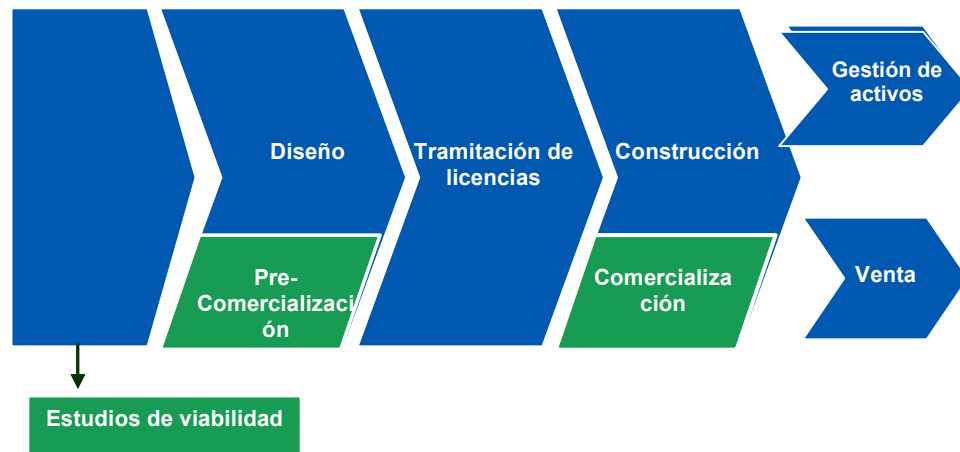 Diseño
Pre-
Comercializaci
ón
Tramitación de
licencias
Construcción
Comercializa
ción
Gestión de
activos
Venta
Estudios de viabilidad